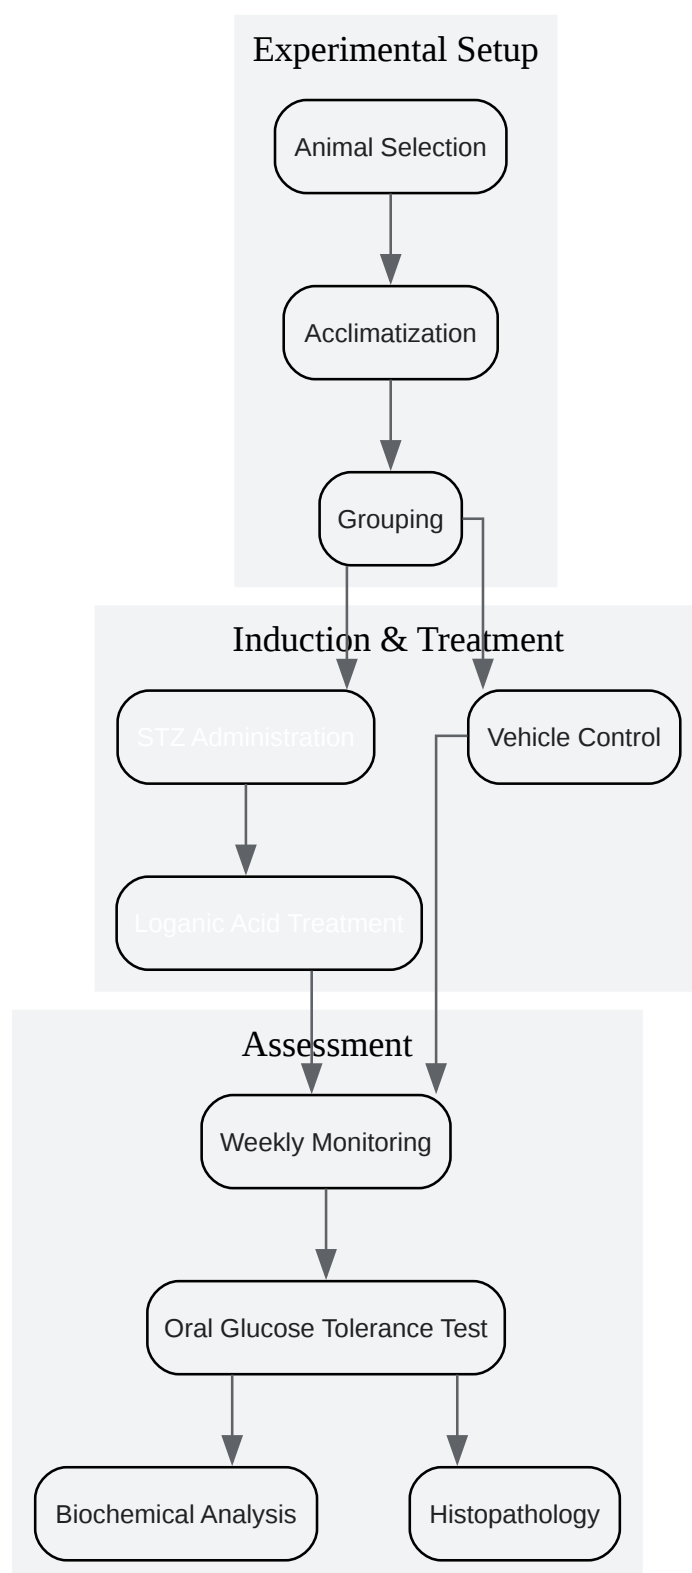 Experimental Setup
Animal Selection
Acclimatization
Grouping
Induction & Treatment
STZ Administration
Vehicle Control
Loganic Acid Treatment
Assessment
Weekly Monitoring
Oral Glucose Tolerance Test
Biochemical Analysis
Histopathology